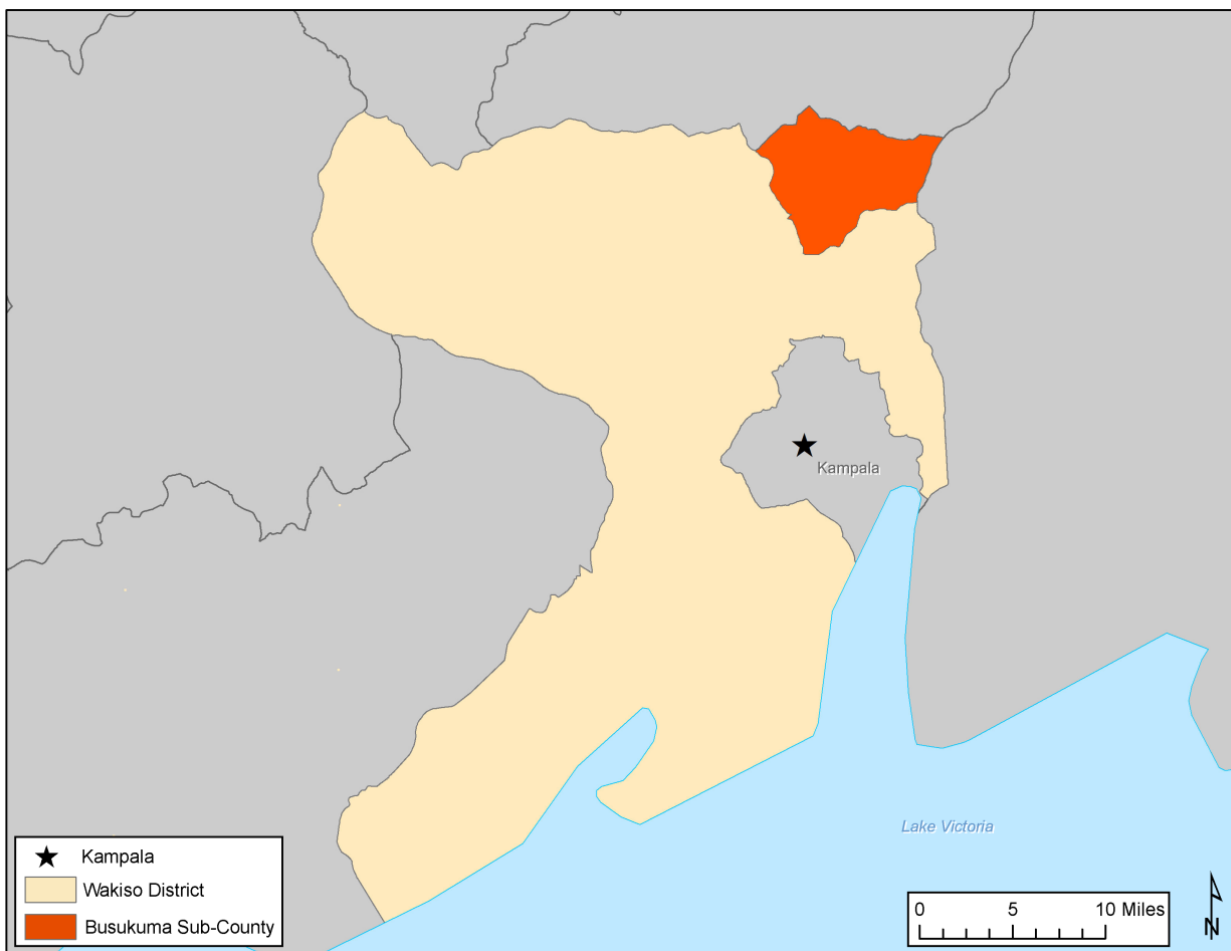 Kampala
Lake Victoria
Kampala
Wakiso District
Busukuma Sub-County
0 5 10 Miles
N